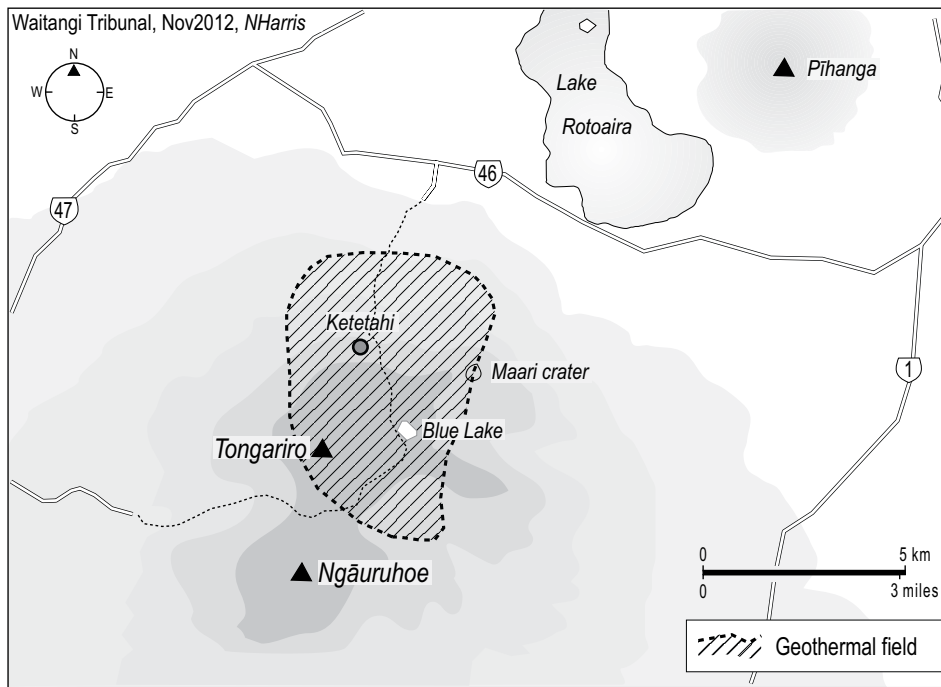 Waitangi Tribunal, Nov2012, NHarris
N
W E
S
Lake
Rotoaira
Pīhanga
46
47
Ketetahi
Maari crater
1
Blue Lake
Tongariro
Ngāuruhoe
0 5 km
0 3 miles
Geothermal field